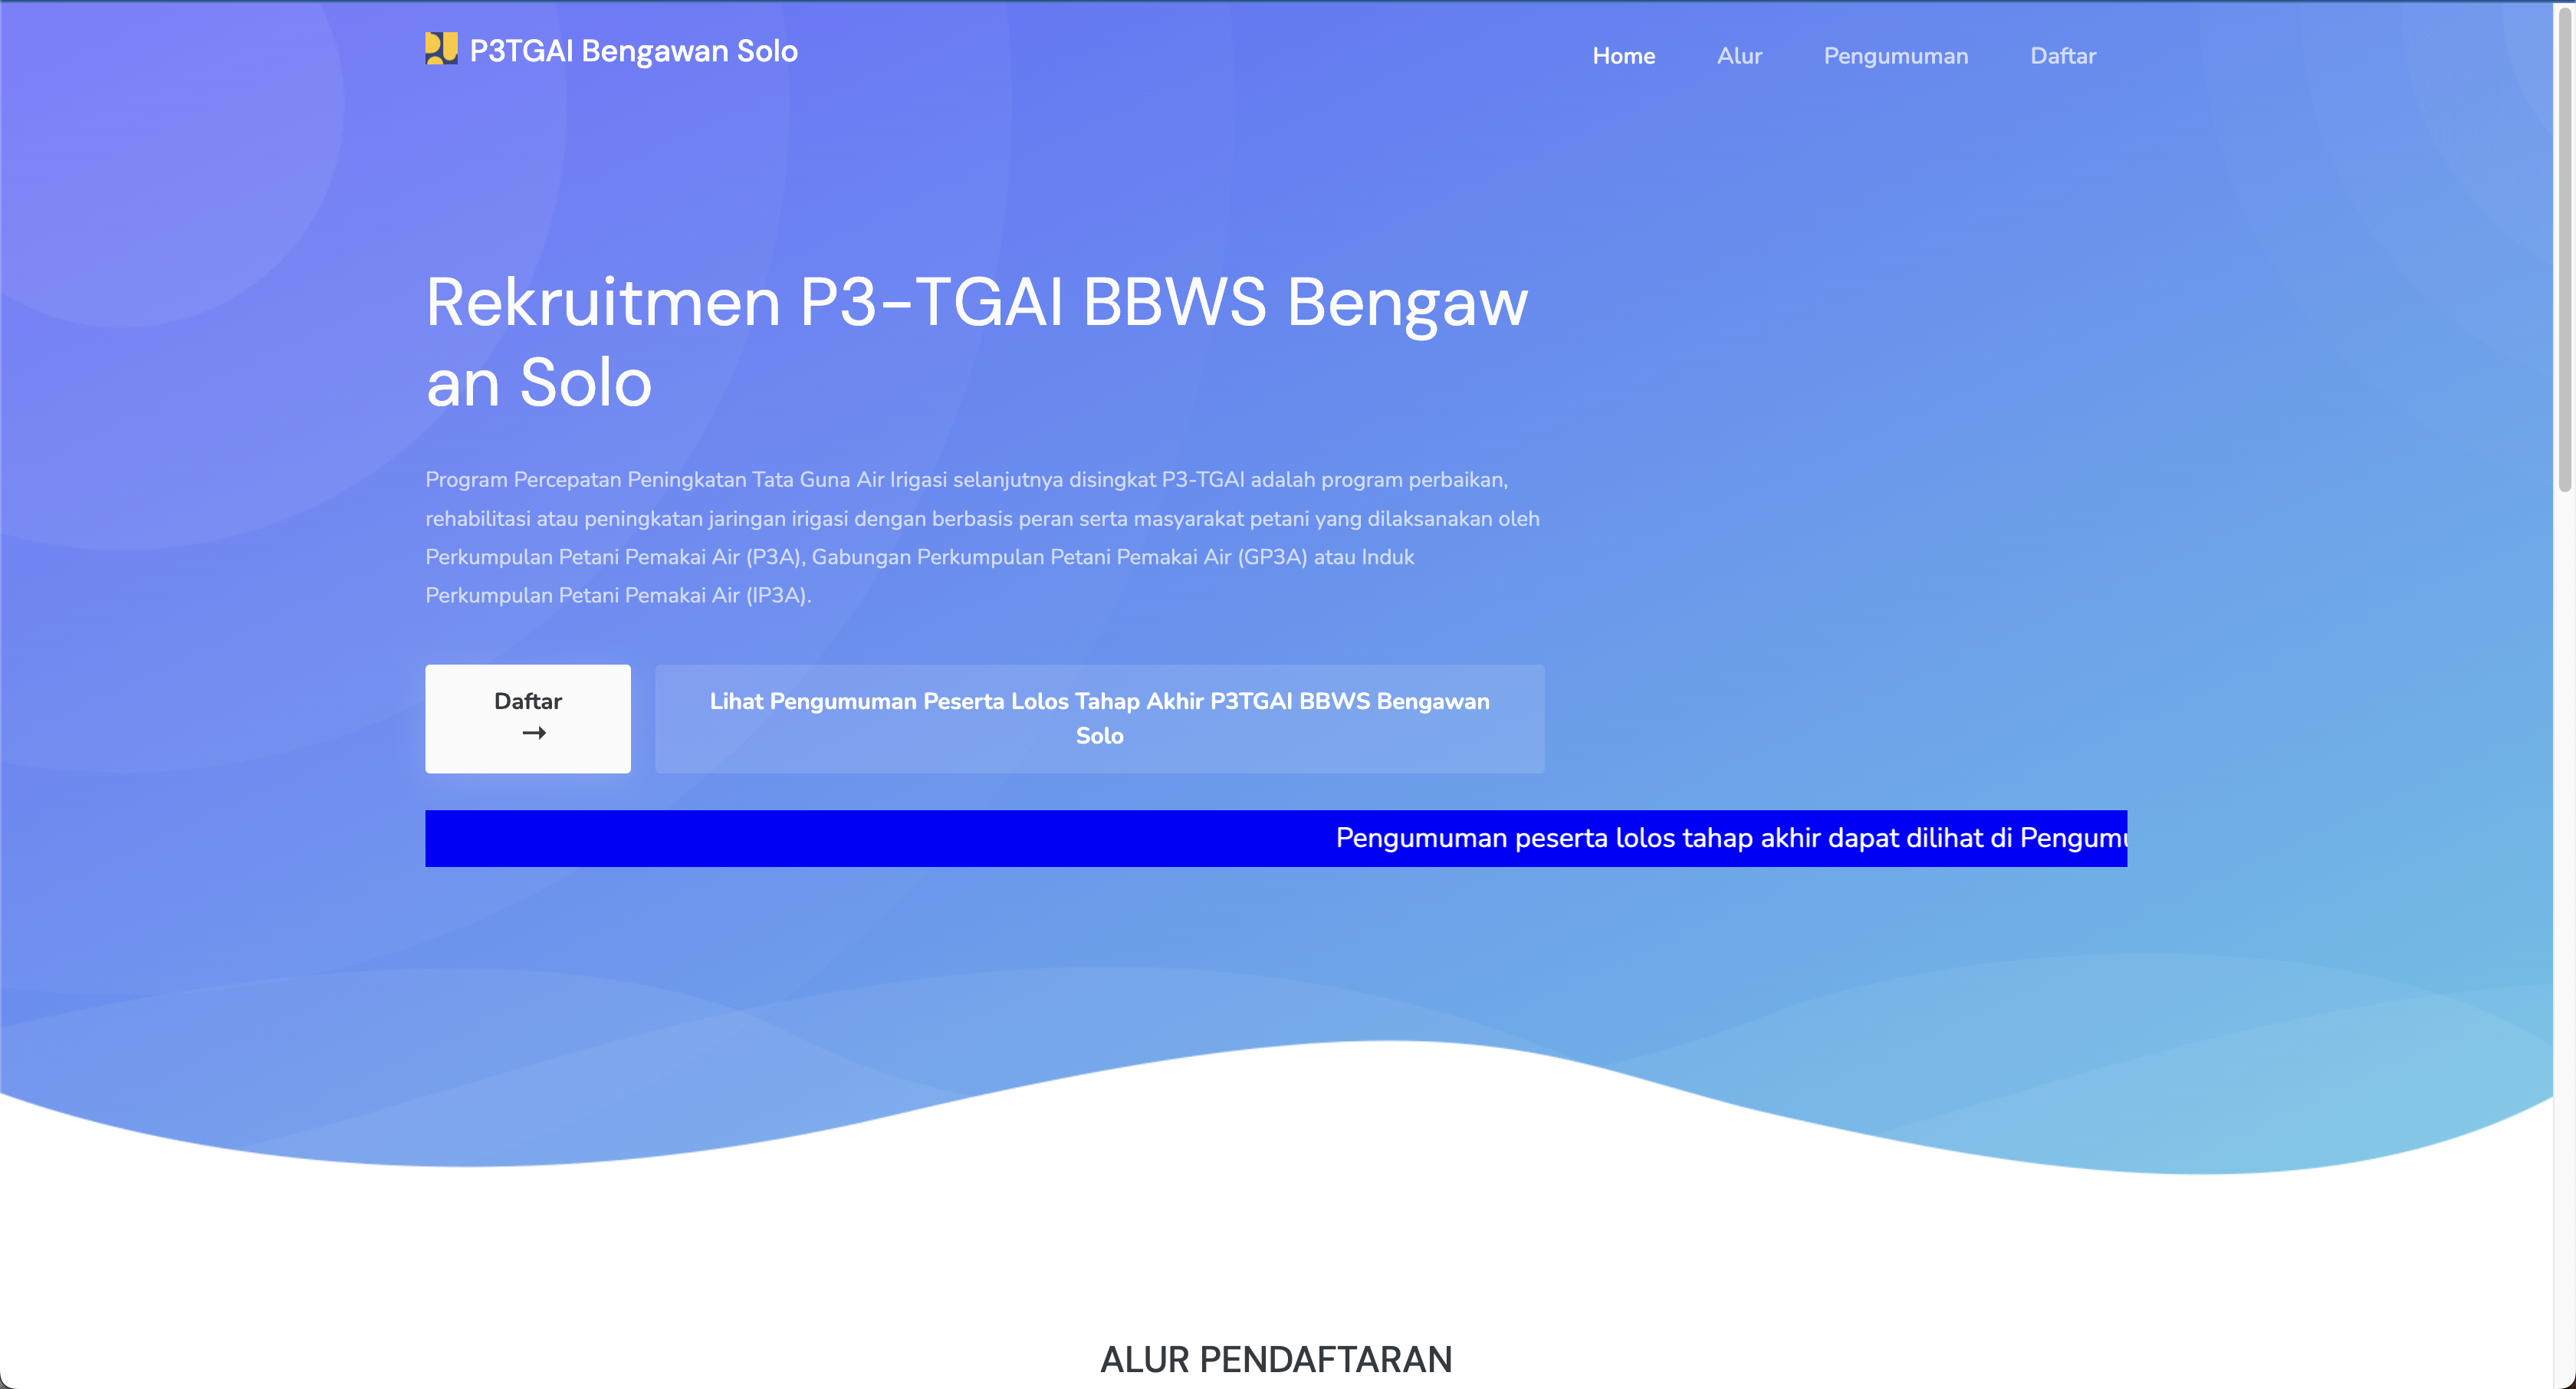 P3TGAI Bengawan Solo
Home
Alur
Pengumuman
Daftar
Rekruitmen P3-TGAI BBWS Bengaw
an Solo
Program Percepatan Peningkatan Tata Guna Air Irigasi selanjutnya disingkat P3-TGAI adalah program perbaikan,
rehabilitasi atau peningkatan jaringan irigasi dengan berbasis peran serta masyarakat petani yang dilaksanakan oleh
Perkumpulan Petani Pemakai Air (P3A), Gabungan Perkumpulan Petani Pemakai Air (GP3A) atau Induk
Perkumpulan Petani Pemakai Air (IP3A).
Daftar
→
Lihat Pengumuman Peserta Lolos Tahap Akhir P3TGAI BBWS Bengawan
Solo
Pengumuman peserta lolos tahap akhir dapat dilihat di Pengumu
ALUR PENDAFTARAN